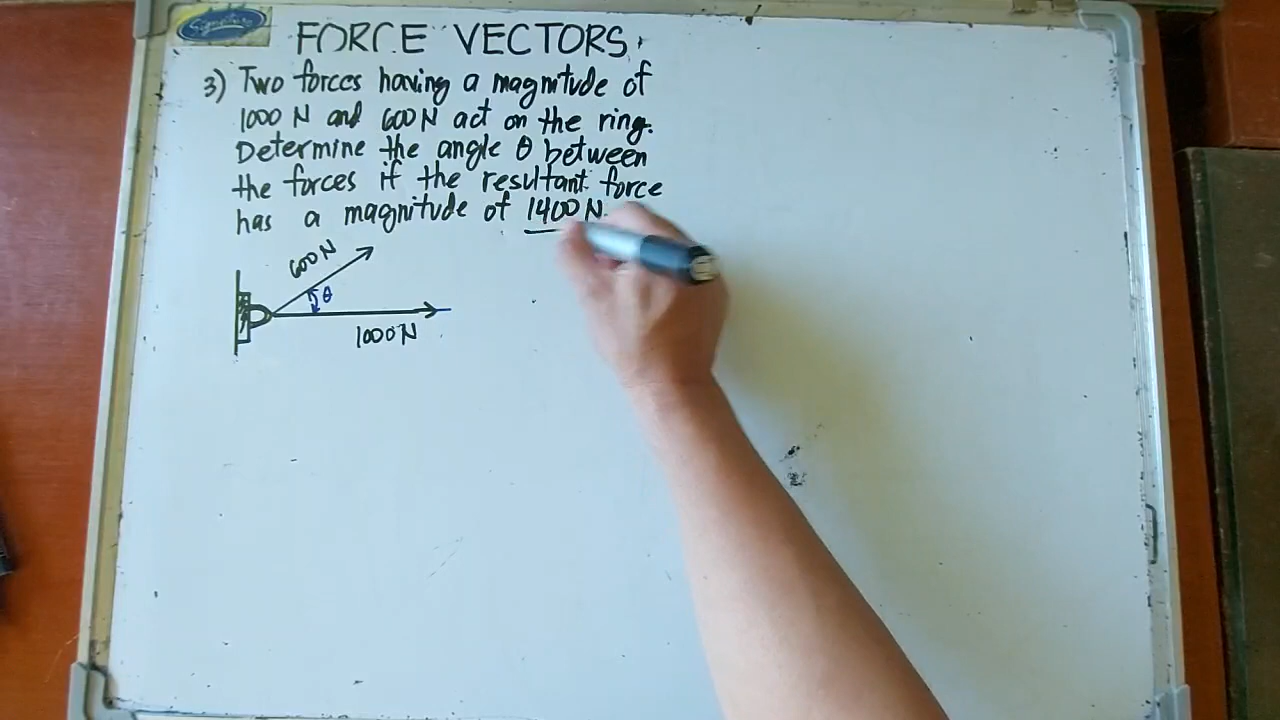 Signature
FORCE VECTORS
3) Two forces having a magnitude of
1000 N and 600 N act on the ring.
Determine the angle θ between
the forces if the resultant force
has a magnitude of 1400 N.
600 N
θ
1000 N